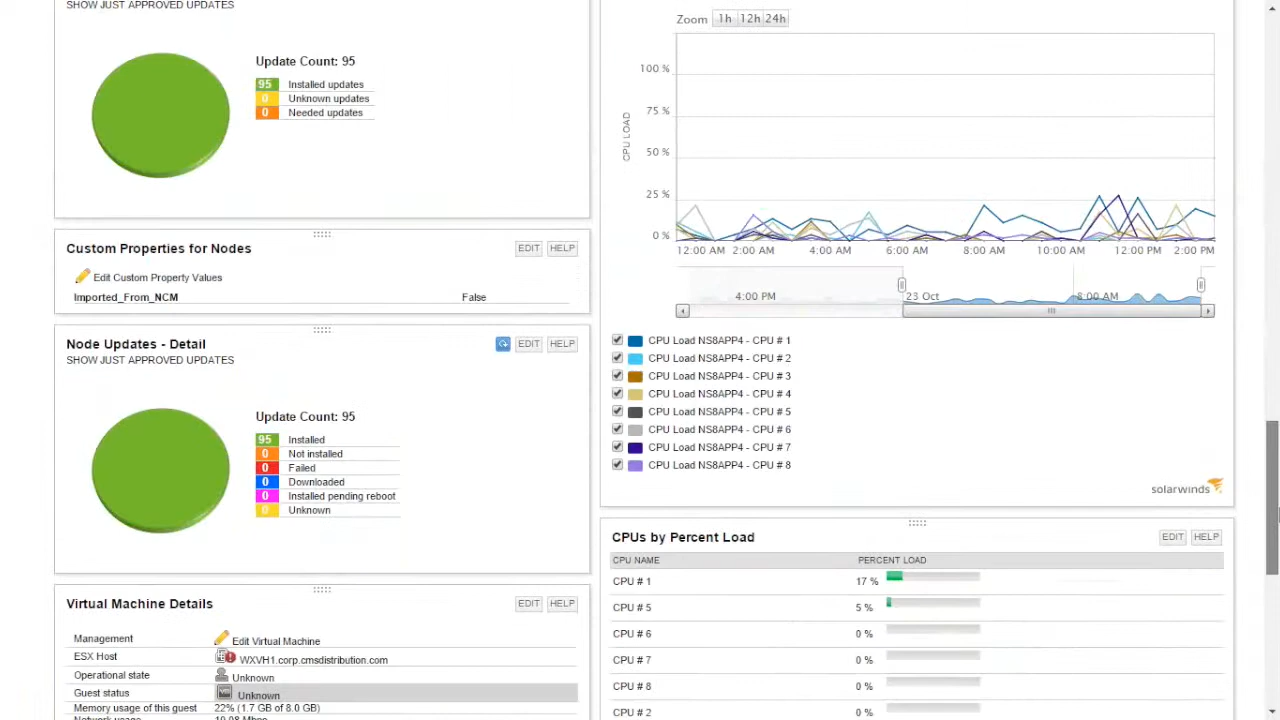 SHOW JUST APPROVED UPDATES
Update Count: 95
95 Installed updates
0 Unknown updates
0 Needed updates
Custom Properties for Nodes
EDIT HELP
Edit Custom Property Values
Imported_From_NCM False
Node Updates - Detail
EDIT HELP
SHOW JUST APPROVED UPDATES
Update Count: 95
95 Installed
0 Not installed
0 Failed
0 Downloaded
0 Installed pending reboot
0 Unknown
Virtual Machine Details
EDIT HELP
Management Edit Virtual Machine
ESX Host WXVH1.corp.cmsdistribution.com
Operational state Unknown
Guest status Unknown
Memory usage of this guest 22% (1.7 GB of 8.0 GB)
Network usage 10.08 Mbps
Zoom 1h 12h 24h
CPU LOAD
100 %
75 %
50 %
25 %
0 %
12:00 AM 2:00 AM 4:00 AM 6:00 AM 8:00 AM 10:00 AM 12:00 PM 2:00 PM
4:00 PM 23 Oct 8:00 AM
CPU Load NS8APP4 - CPU # 1
CPU Load NS8APP4 - CPU # 2
CPU Load NS8APP4 - CPU # 3
CPU Load NS8APP4 - CPU # 4
CPU Load NS8APP4 - CPU # 5
CPU Load NS8APP4 - CPU # 6
CPU Load NS8APP4 - CPU # 7
CPU Load NS8APP4 - CPU # 8
solarwinds
CPUs by Percent Load
EDIT HELP
CPU NAME PERCENT LOAD
CPU # 1 17 %
CPU # 5 5 %
CPU # 6 0 %
CPU # 7 0 %
CPU # 8 0 %
CPU # 2 0 %